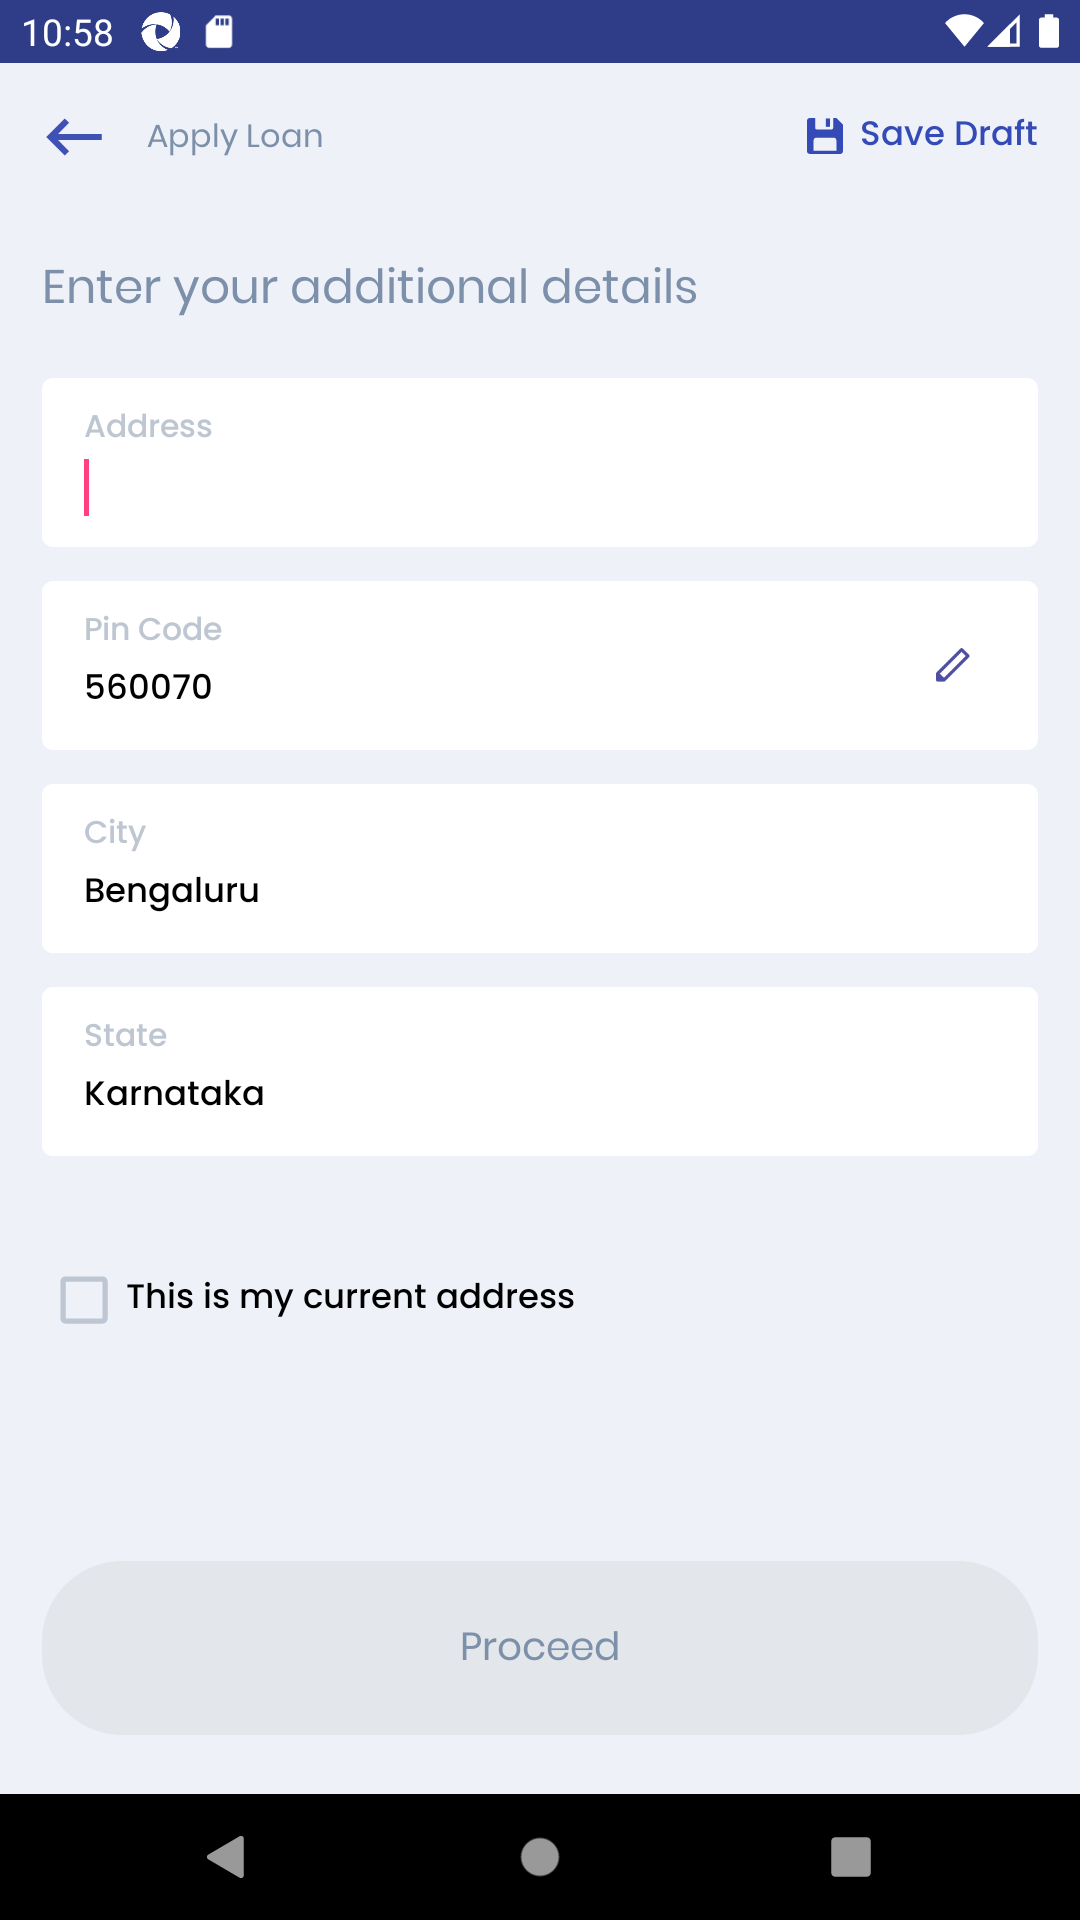 10:58
Apply Loan
Save Draft
Enter your additional details
Address
Pin Code
560070
City
Bengaluru
State
Karnataka
This is my current address
Proceed